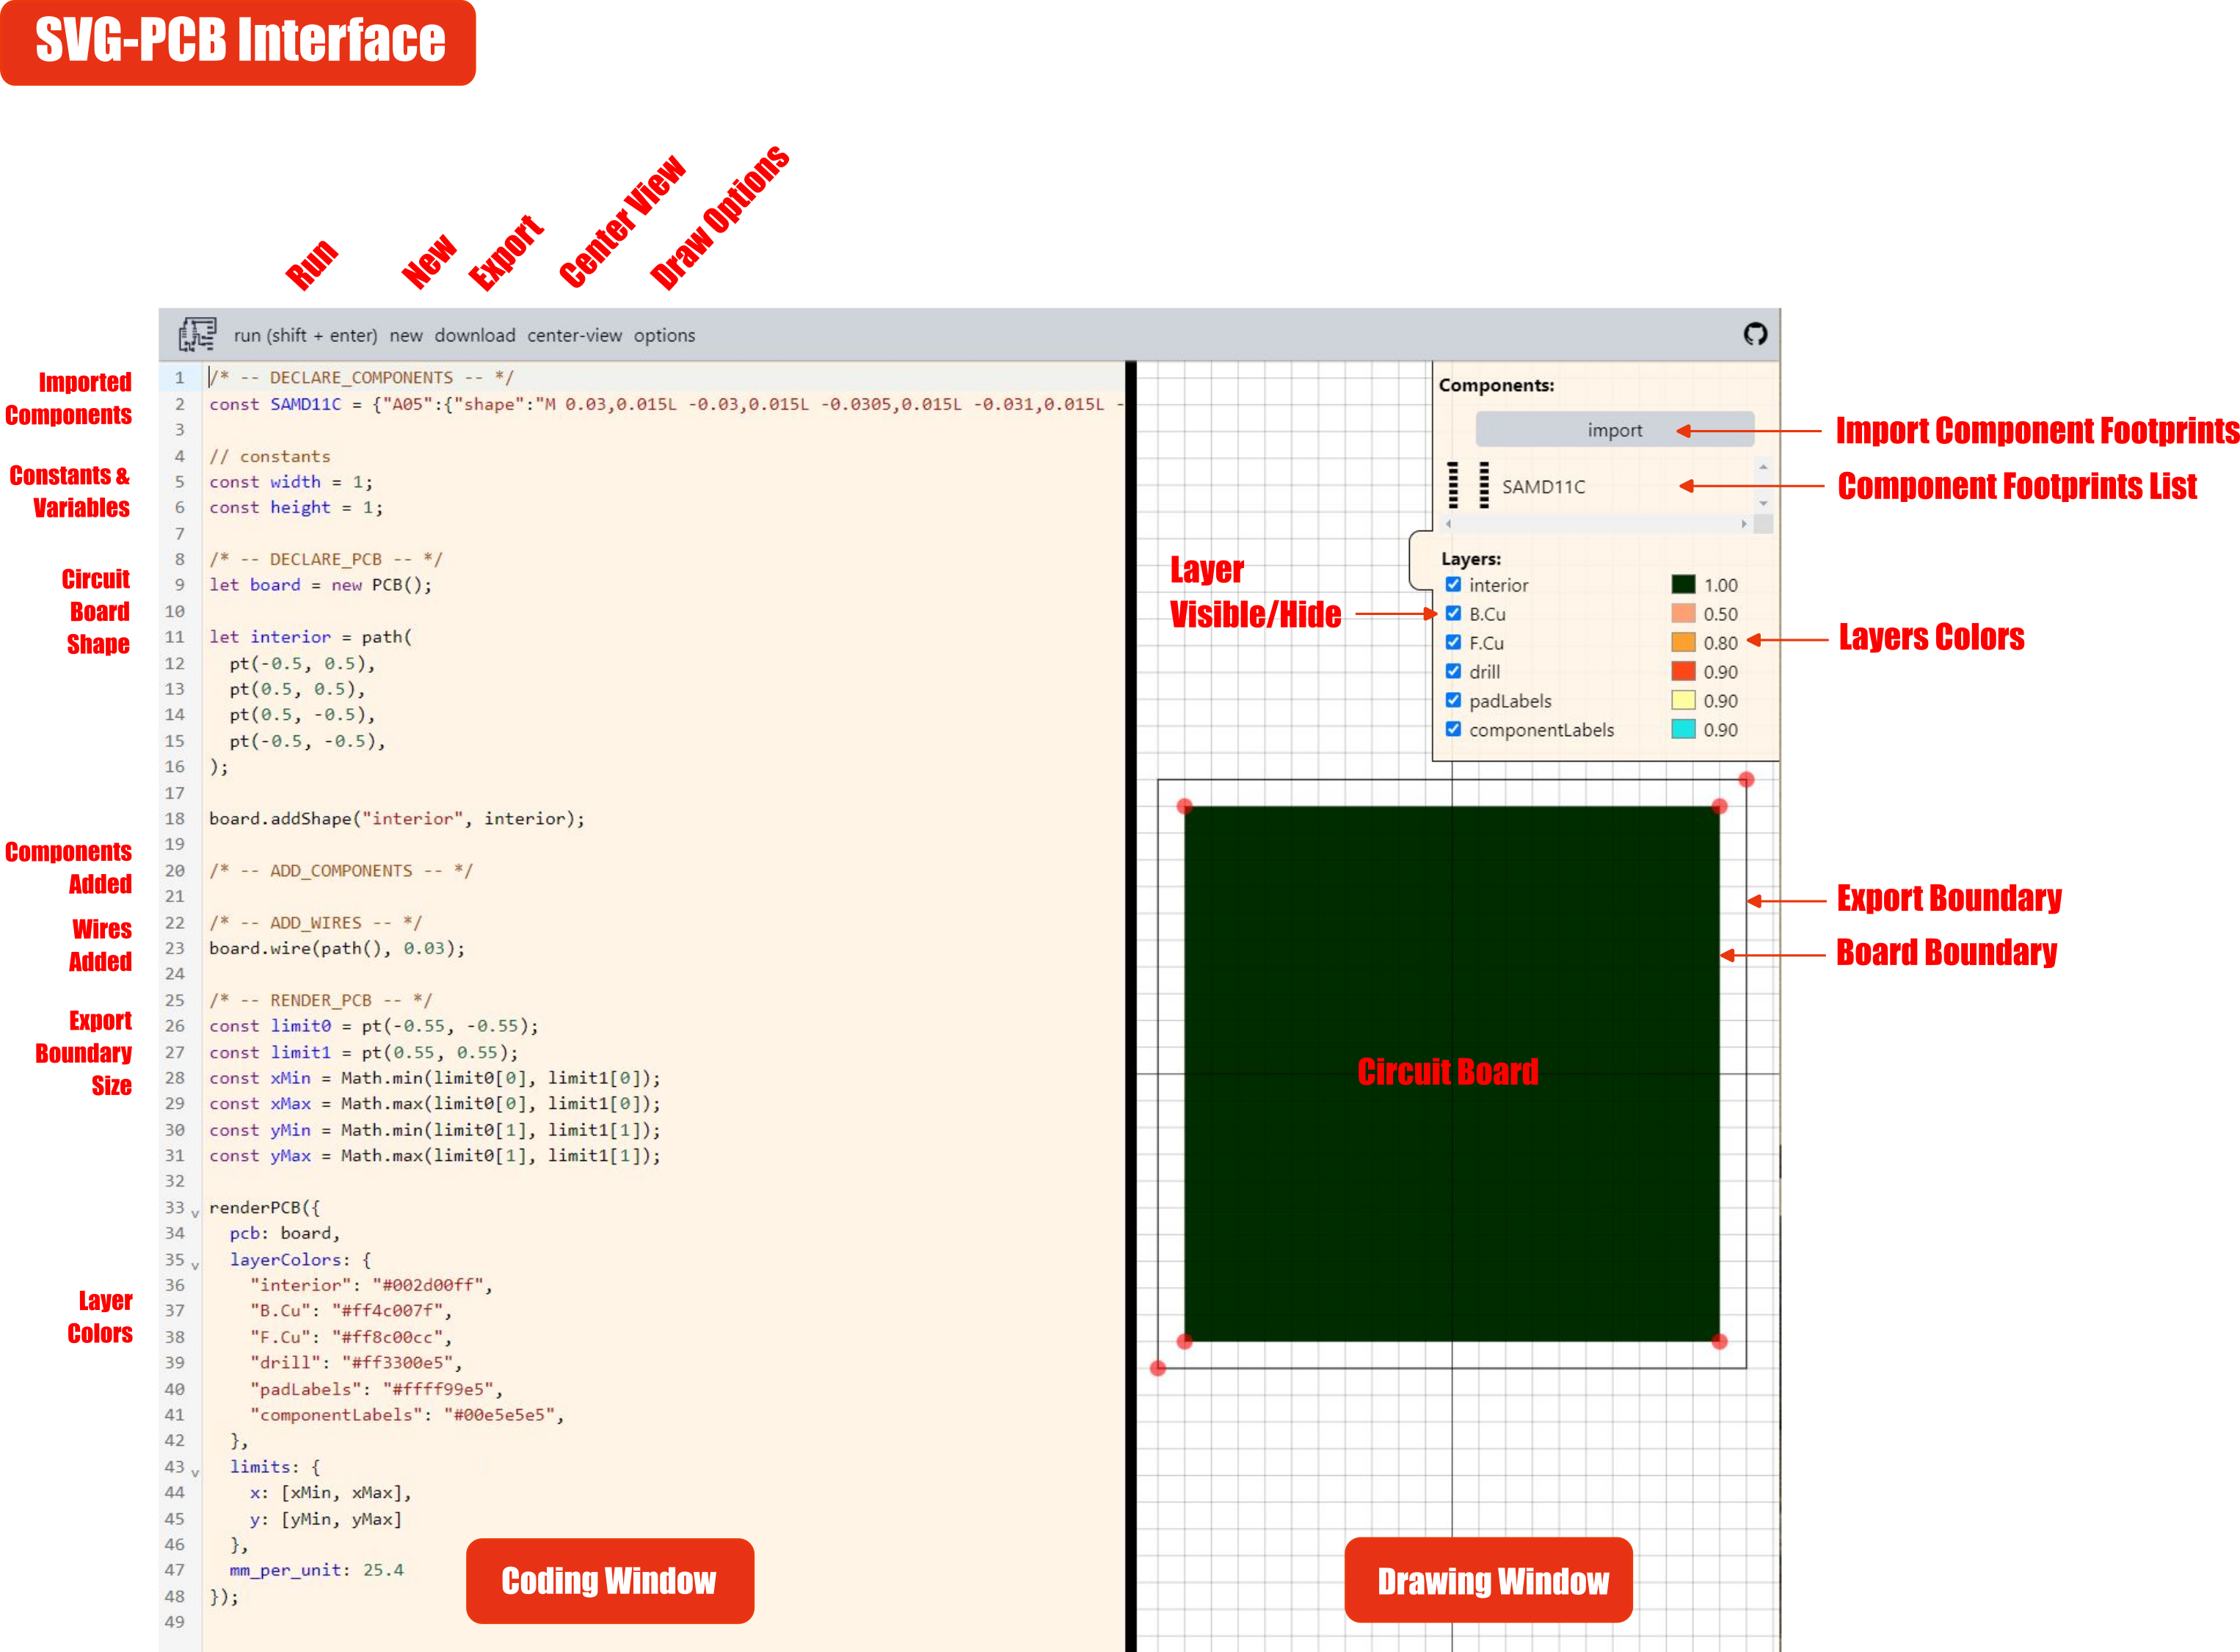 SVG-PCB Interface
Run
New
Export
Center View
Draw Options
run (shift + enter) new download center-view options
Imported
Components
Constants &
Variables
Circuit
Board
Shape
Components
Added
Wires
Added
Export
Boundary
Size
Layer
Colors
1 /* -- DECLARE_COMPONENTS -- */
2 const SAMD11C = {"A05":{"shape":"M 0.03,0.015L -0.03,0.015L -0.0305,0.015L -0.031,0.015L -
3
4 // constants
5 const width = 1;
6 const height = 1;
7
8 /* -- DECLARE_PCB -- */
9 let board = new PCB();
10
11 let interior = path(
12 pt(-0.5, 0.5),
13 pt(0.5, 0.5),
14 pt(0.5, -0.5),
15 pt(-0.5, -0.5),
16 );
17
18 board.addShape("interior", interior);
19
20 /* -- ADD_COMPONENTS -- */
21
22 /* -- ADD_WIRES -- */
23 board.wire(path(), 0.03);
24
25 /* -- RENDER_PCB -- */
26 const limit0 = pt(-0.55, -0.55);
27 const limit1 = pt(0.55, 0.55);
28 const xMin = Math.min(limit0[0], limit1[0]);
29 const xMax = Math.max(limit0[0], limit1[0]);
30 const yMin = Math.min(limit0[1], limit1[1]);
31 const yMax = Math.max(limit0[1], limit1[1]);
32
33 renderPCB({
34 pcb: board,
35 layerColors: {
36 "interior": "#002d00ff",
37 "B.Cu": "#ff4c007f",
38 "F.Cu": "#ff8c00cc",
39 "drill": "#ff3300e5",
40 "padLabels": "#ffff99e5",
41 "componentLabels": "#00e5e5e5",
42 },
43 limits: {
44 x: [xMin, xMax],
45 y: [yMin, yMax]
46 },
47 mm_per_unit: 25.4
48 });
49
Coding Window
Components:
import
SAMD11C
Layers:
interior 1.00
B.Cu 0.50
F.Cu 0.80
drill 0.90
padLabels 0.90
componentLabels 0.90
Layer
Visible/Hide
Import Component Footprints
Component Footprints List
Layers Colors
Export Boundary
Board Boundary
Circuit Board
Drawing Window